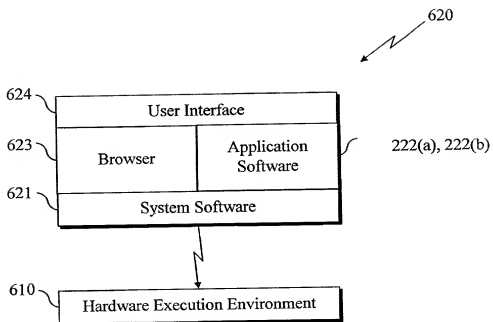 620
624
User Interface
623
Browser
Application
Software
222(a), 222(b)
621
System Software
610
Hardware Execution Environment